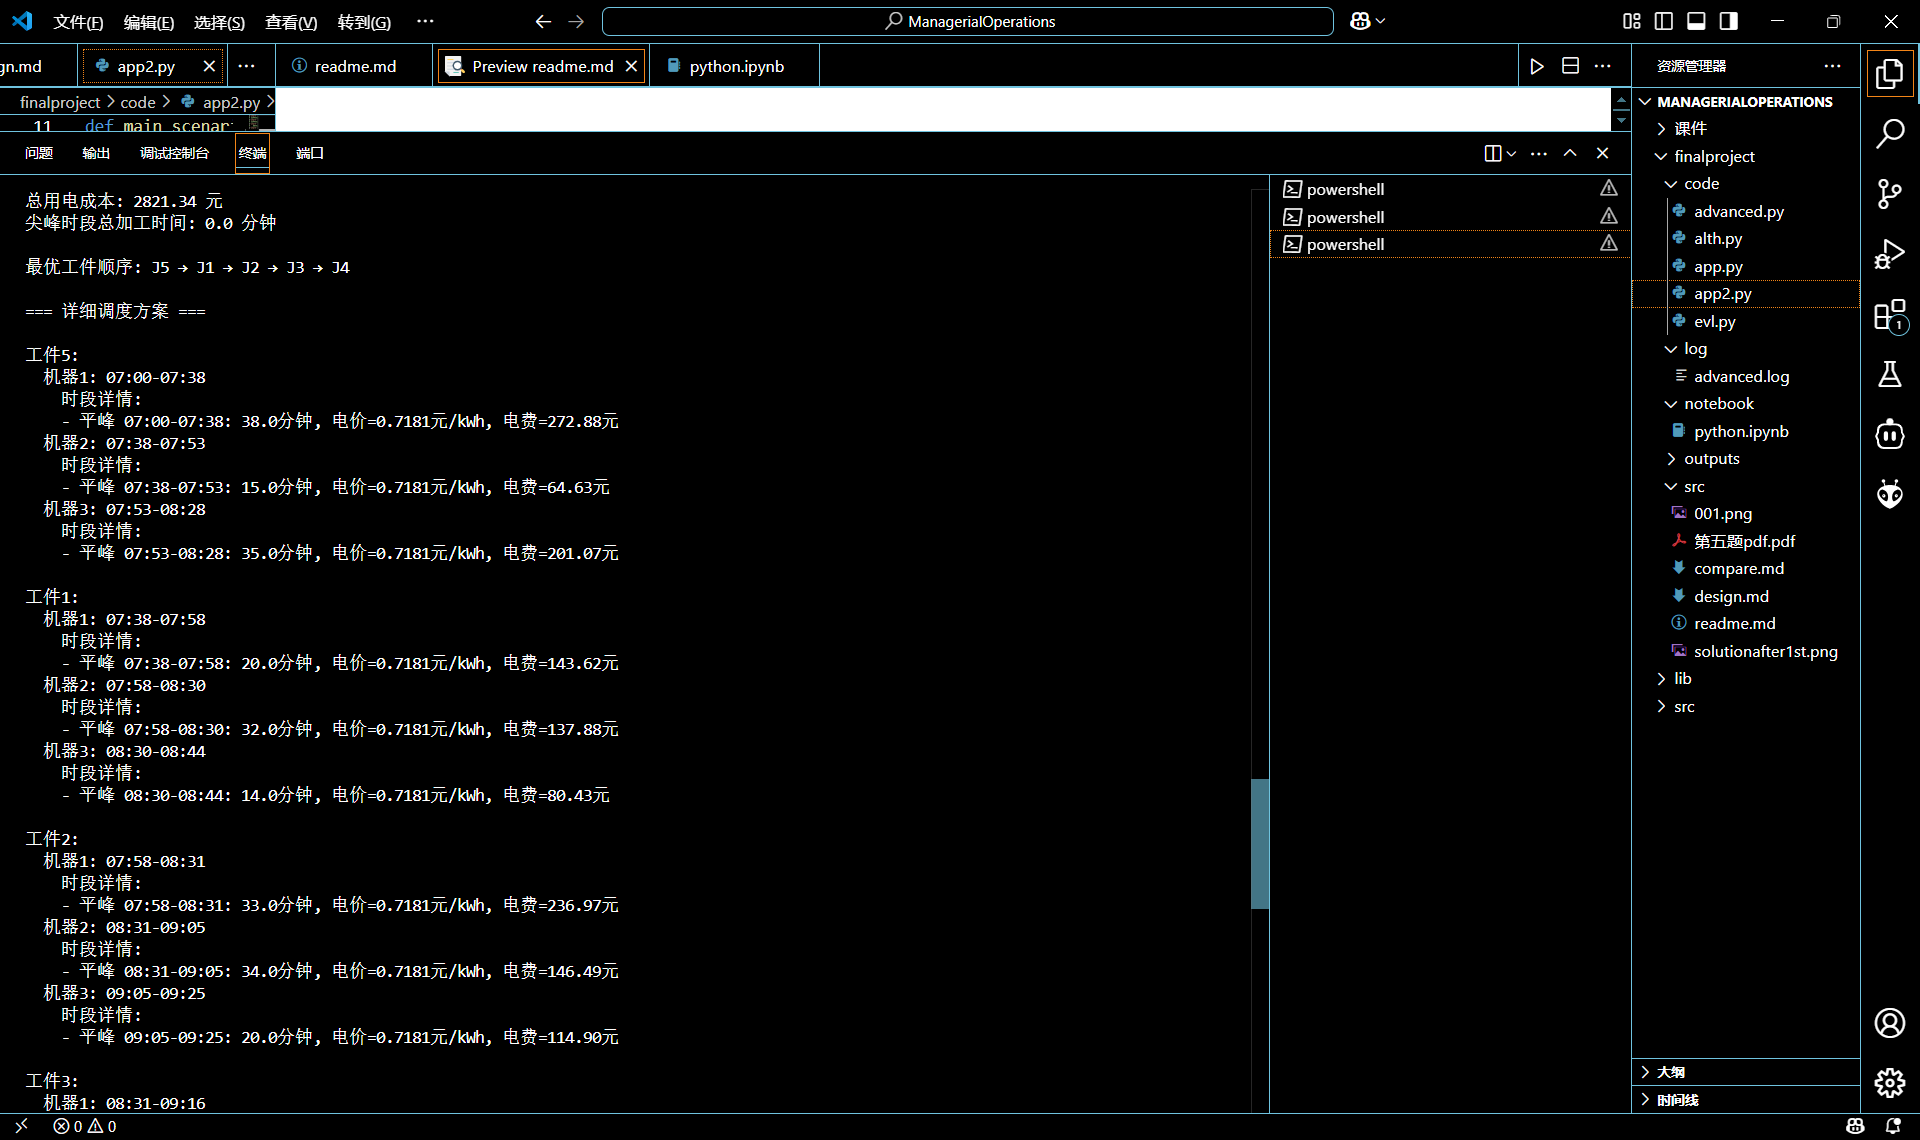 文件(F) 编辑(E) 选择(S) 查看(V) 转到(G) ··· ManagerialOperations
gn.md app2.py ··· readme.md Preview readme.md python.ipynb ··· 资源管理器 ···
finalproject > code > app2.py >
11 def main_scenar
问题 输出 调试控制台 终端 端口 ···
总用电成本: 2821.34 元
尖峰时段总加工时间: 0.0 分钟
最优工件顺序: J5 → J1 → J2 → J3 → J4
=== 详细调度方案 ===
工件5:
机器1: 07:00-07:38
时段详情:
- 平峰 07:00-07:38: 38.0分钟, 电价=0.7181元/kWh, 电费=272.88元
机器2: 07:38-07:53
时段详情:
- 平峰 07:38-07:53: 15.0分钟, 电价=0.7181元/kWh, 电费=64.63元
机器3: 07:53-08:28
时段详情:
- 平峰 07:53-08:28: 35.0分钟, 电价=0.7181元/kWh, 电费=201.07元
工件1:
机器1: 07:38-07:58
时段详情:
- 平峰 07:38-07:58: 20.0分钟, 电价=0.7181元/kWh, 电费=143.62元
机器2: 07:58-08:30
时段详情:
- 平峰 07:58-08:30: 32.0分钟, 电价=0.7181元/kWh, 电费=137.88元
机器3: 08:30-08:44
时段详情:
- 平峰 08:30-08:44: 14.0分钟, 电价=0.7181元/kWh, 电费=80.43元
工件2:
机器1: 07:58-08:31
时段详情:
- 平峰 07:58-08:31: 33.0分钟, 电价=0.7181元/kWh, 电费=236.97元
机器2: 08:31-09:05
时段详情:
- 平峰 08:31-09:05: 34.0分钟, 电价=0.7181元/kWh, 电费=146.49元
机器3: 09:05-09:25
时段详情:
- 平峰 09:05-09:25: 20.0分钟, 电价=0.7181元/kWh, 电费=114.90元
工件3:
机器1: 08:31-09:16
powershell
powershell
powershell
MANAGERIALOPERATIONS
课件
finalproject
code
advanced.py
alth.py
app.py
app2.py
evl.py
log
advanced.log
notebook
python.ipynb
outputs
src
001.png
第五题pdf.pdf
compare.md
design.md
readme.md
solutionafter1st.png
lib
src
大纲
时间线
1
0 0